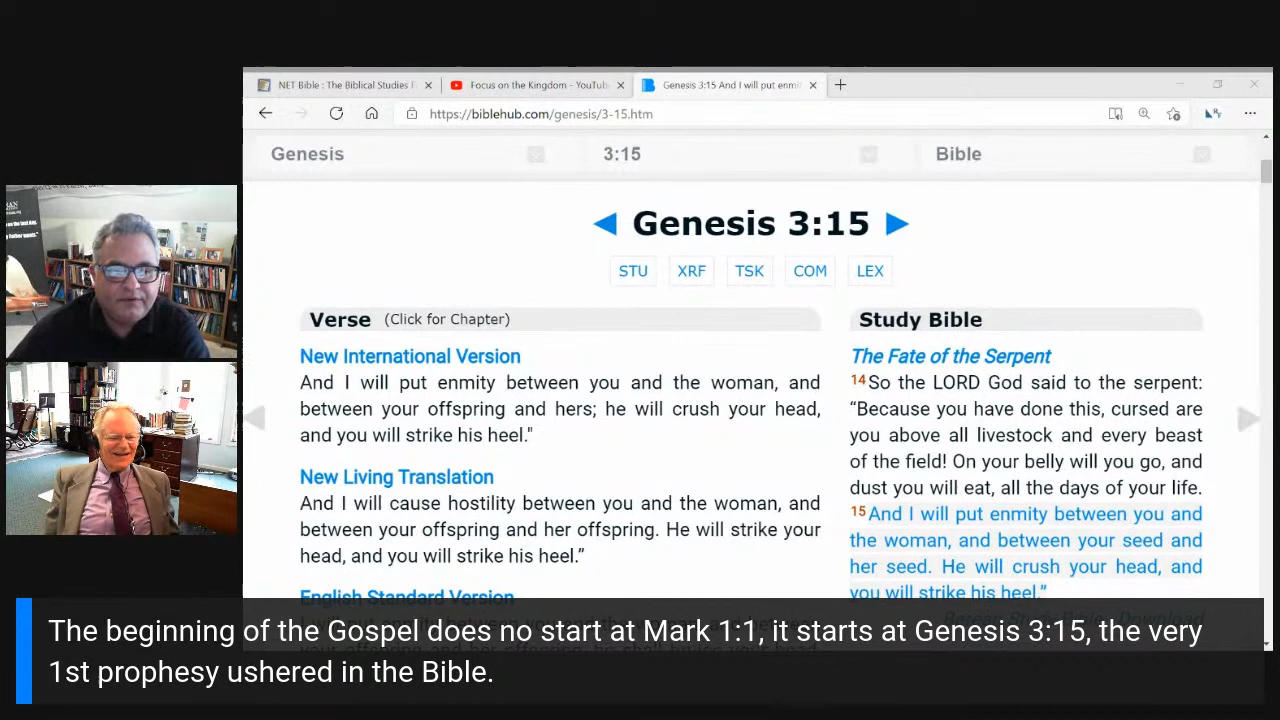 NET Bible : The Biblical Studies F
Focus on the Kingdom - YouTube
Genesis 3:15 And I will put enmi
https://biblehub.com/genesis/3-15.htm
Genesis 3:15 Bible
Genesis 3:15
STU XRF TSK COM LEX
Verse (Click for Chapter)
New International Version
And I will put enmity between you and the woman, and
between your offspring and hers; he will crush your head,
and you will strike his heel."
New Living Translation
And I will cause hostility between you and the woman, and
between your offspring and her offspring. He will strike your
head, and you will strike his heel.”
English Standard Version
Study Bible
The Fate of the Serpent
14So the LORD God said to the serpent:
“Because you have done this, cursed are
you above all livestock and every beast
of the field! On your belly will you go, and
dust you will eat, all the days of your life.
15And I will put enmity between you and
the woman, and between your seed and
her seed. He will crush your head, and
you will strike his heel.”
The beginning of the Gospel does no start at Mark 1:1, it starts at Genesis 3:15, the very
1st prophesy ushered in the Bible.